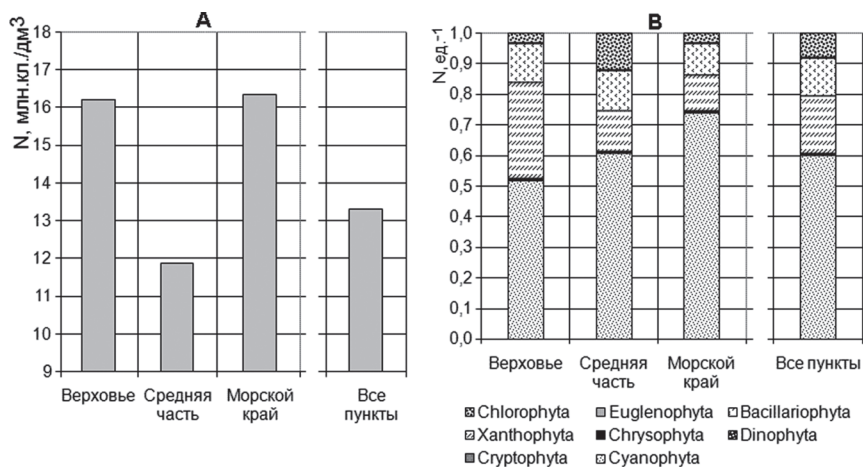 A
N, млн.кл./дм3
18
17
16
15
14
13
12
11
10
9
Верховье
Средняя
часть
Морской
край
Все
пункты
B
N, ед.-1
1,0
0,9
0,8
0,7
0,6
0,5
0,4
0,3
0,2
0,1
0,0
Верховье
Средняя
часть
Морской
край
Все пункты
Chlorophyta
Euglenophyta
Bacillariophyta
Xanthophyta
Chrysophyta
Dinophyta
Cryptophyta
Cyanophyta